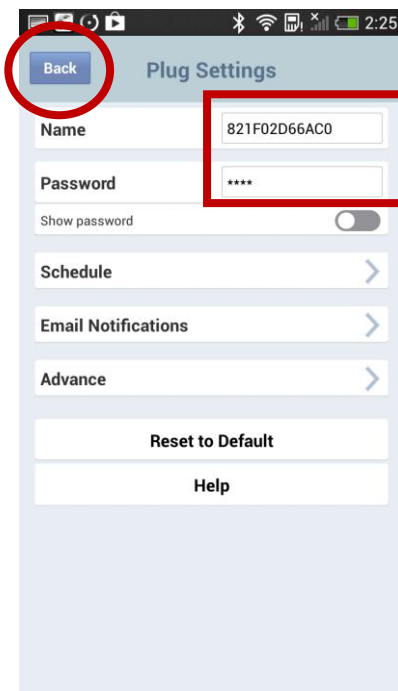 2:25
Back Plug Settings
Name 821F02D66AC0
Password ****
Show password
Schedule
Email Notifications
Advance
Reset to Default
Help